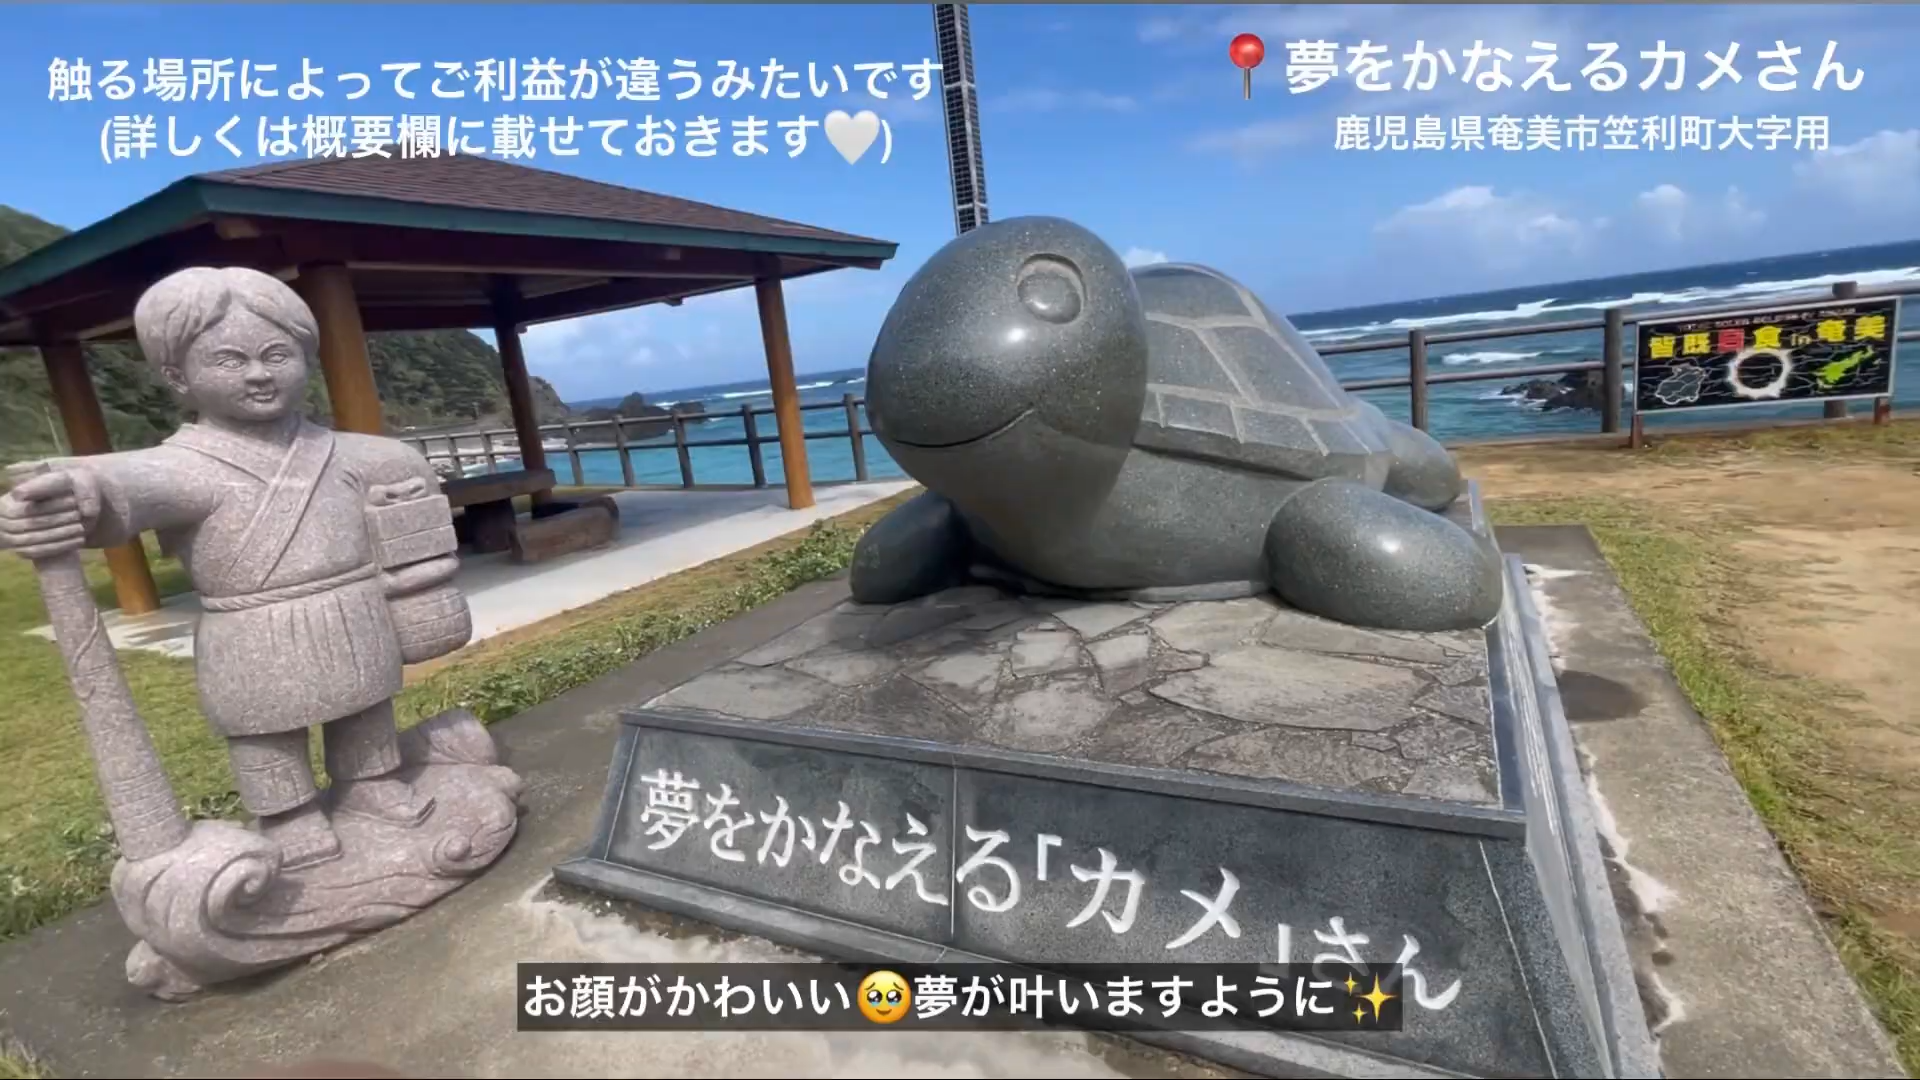 触る場所によってご利益が違うみたいです
(詳しくは概要欄に載せておきます🤍)
📍夢をかなえるカメさん
鹿児島県奄美市笠利町大字用
皆既日食 in 奄美
夢をかなえる「カメ」さん
お顔がかわいい🥹夢が叶いますように✨